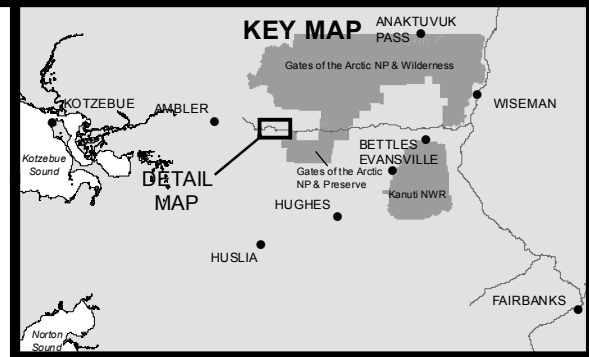 KEY MAP
ANAKTUVUK
PASS
Gates of the Arctic NP & Wilderness
KOTZEBUE
AMBLER
WISEMAN
Kotzebue
Sound
BETTLES
EVANSVILLE
DETAIL
MAP
Gates of the Arctic
NP & Preserve
Kanuti NWR
HUGHES
HUSLIA
FAIRBANKS
Norton
Sound